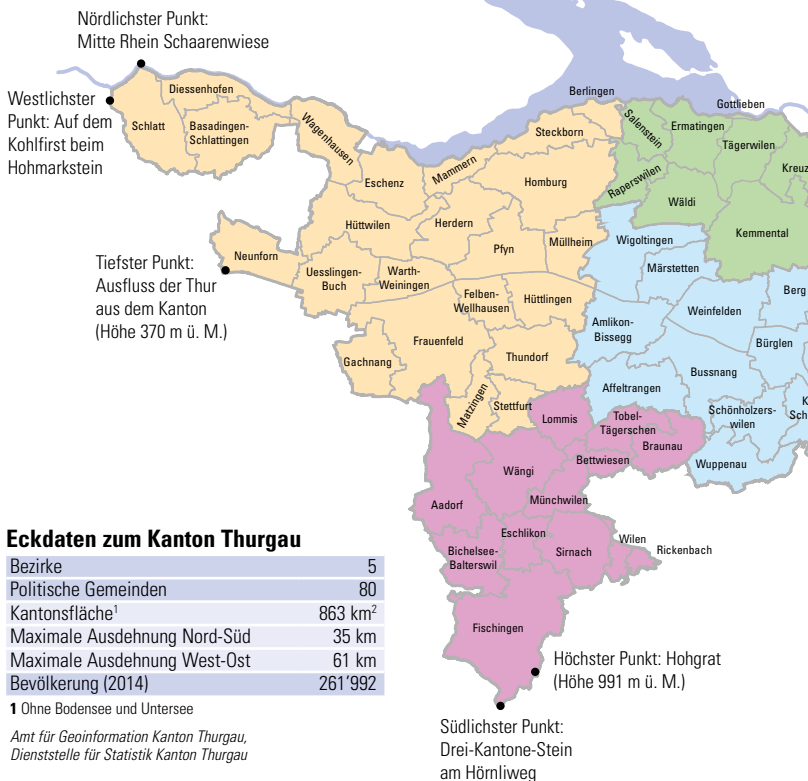 Nördlichster Punkt:
Mitte Rhein Schaarenwiese
Westlichster
Punkt: Auf dem
Kohlfirst beim
Hohmarkstein
Diessenhofen
Schlatt
Basadingen-
Schlattingen
Wagenhausen
Berlingen
Gottlieben
Steckborn
Salenstein
Ermatingen
Tägerwilen
Mammern
Eschenz
Homburg
Raperswilen
Kreuz
Wäldi
Hüttwilen
Herdern
Kemmental
Neunforn
Pfyn
Müllheim
Wigoltingen
Tiefster Punkt:
Ausfluss der Thur
aus dem Kanton
(Höhe 370 m ü. M.)
Uesslingen-
Buch
Warth-
Weiningen
Märstetten
Berg
Felben-
Wellhausen
Hüttlingen
Weinfelden
Amlikon-
Bissegg
Frauenfeld
Bürglen
Gachnang
Thundorf
Bussnang
Affeltrangen
Matzingen
Stettfurt
Lommis
Tobel-
Tägerschen
Schönholzers-
wilen
K
Sch
Braunau
Bettwiesen
Wuppenau
Wängi
Aadorf
Münchwilen
Eschlikon
Wilen
Rickenbach
Bichelsee-
Balterswil
Sirnach
Fischingen
Höchster Punkt: Hohgrat
(Höhe 991 m ü. M.)
Südlichster Punkt:
Drei-Kantone-Stein
am Hörnliweg
Eckdaten zum Kanton Thurgau
Bezirke 5
Politische Gemeinden 80
Kantonsfläche¹ 863 km²
Maximale Ausdehnung Nord-Süd 35 km
Maximale Ausdehnung West-Ost 61 km
Bevölkerung (2014) 261’992
1 Ohne Bodensee und Untersee
Amt für Geoinformation Kanton Thurgau,
Dienststelle für Statistik Kanton Thurgau